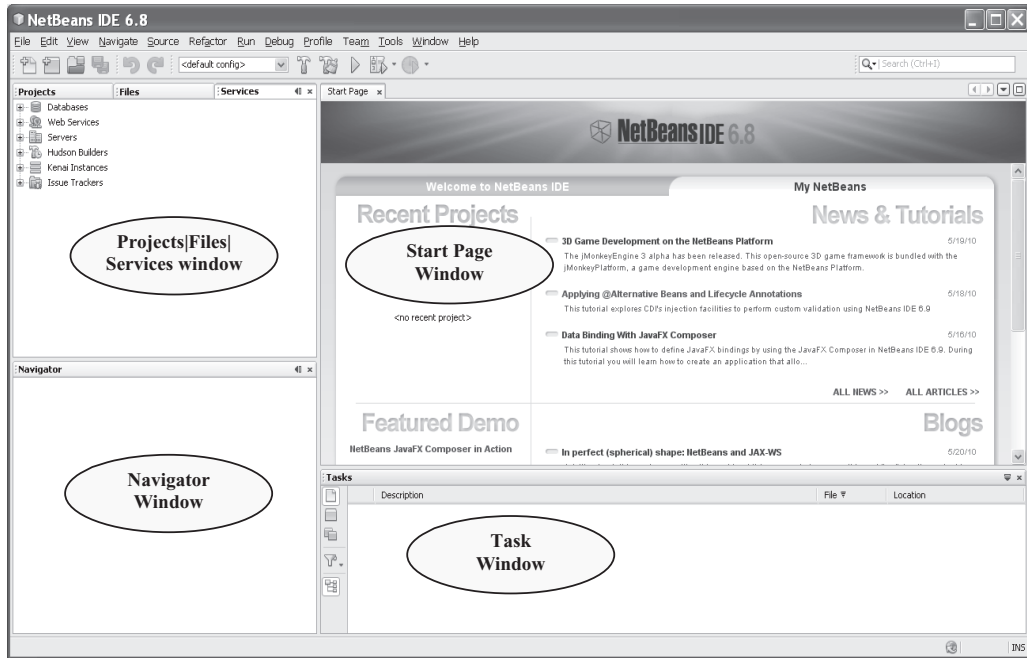 NetBeans IDE 6.8
File Edit View Navigate Source Refactor Run Debug Profile Team Tools Window Help
<default config>
Search (Ctrl+I)
Projects Files Services
Databases
Web Services
Servers
Hudson Builders
Kenai Instances
Issue Trackers
Projects|Files|
Services window
Navigator
Navigator
Window
Start Page
NetBeans IDE 6.8
Welcome to NetBeans IDE
My NetBeans
Recent Projects
Start Page
Window
<no recent project>
News & Tutorials
3D Game Development on the NetBeans Platform 5/19/10
The jMonkeyEngine 3 alpha has been released. This open-source 3D game framework is bundled with the
jMonkeyPlatform, a game development engine based on the NetBeans Platform.
Applying @Alternative Beans and Lifecycle Annotations 5/18/10
This tutorial explores CDI's injection facilities to perform custom validation using NetBeans IDE 6.9
Data Binding With JavaFX Composer 5/16/10
This tutorial shows how to define JavaFX bindings by using the JavaFX Composer in NetBeans IDE 6.9. During
this tutorial you will learn how to create an application that allo...
ALL NEWS >> ALL ARTICLES >>
Featured Demo
NetBeans JavaFX Composer in Action
Blogs
In perfect (spherical) shape: NetBeans and JAX-WS 5/20/10
Tasks
Description File Location
Task
Window
INS